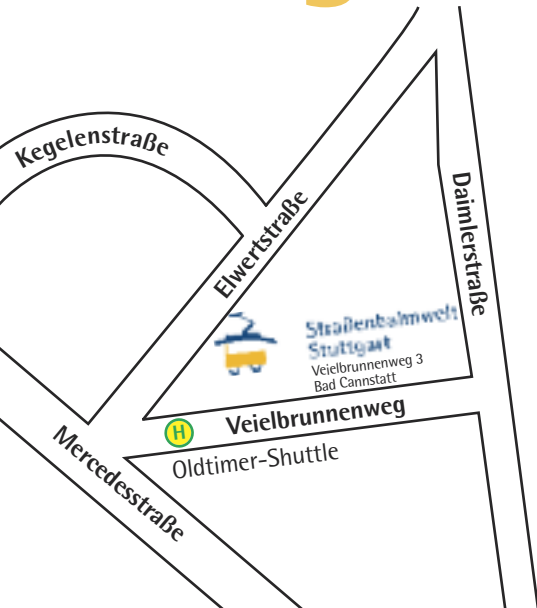 Kegelenstraße
Elwertstraße
Daimlerstraße
Straßenbahnwelt
Stuttgart
Veielbrunnenweg 3
Bad Cannstatt
H
Veielbrunnenweg
Oldtimer-Shuttle
Mercedesstraße